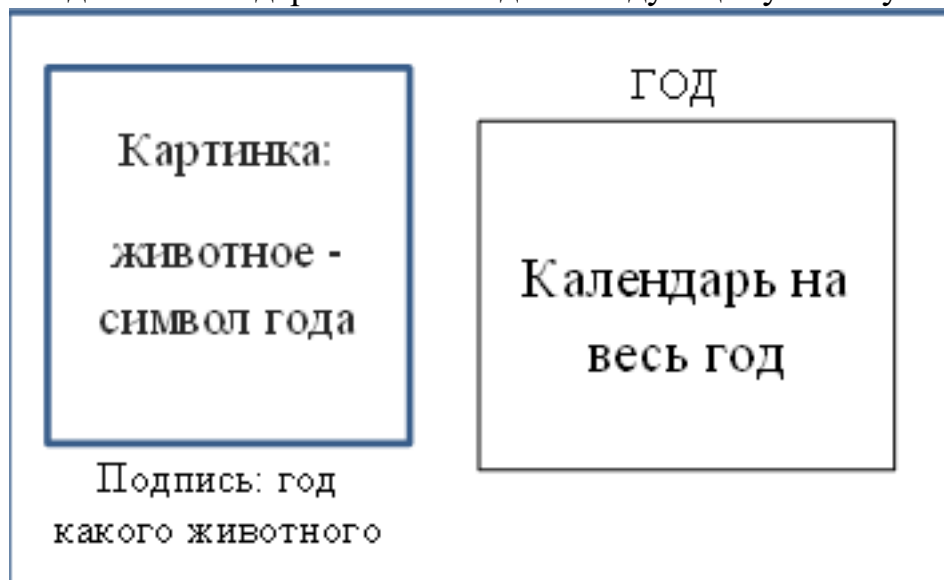 Картинка:
животное -
символ года
Подпись: год
какого животного
ГОД
Календарь на
весь год